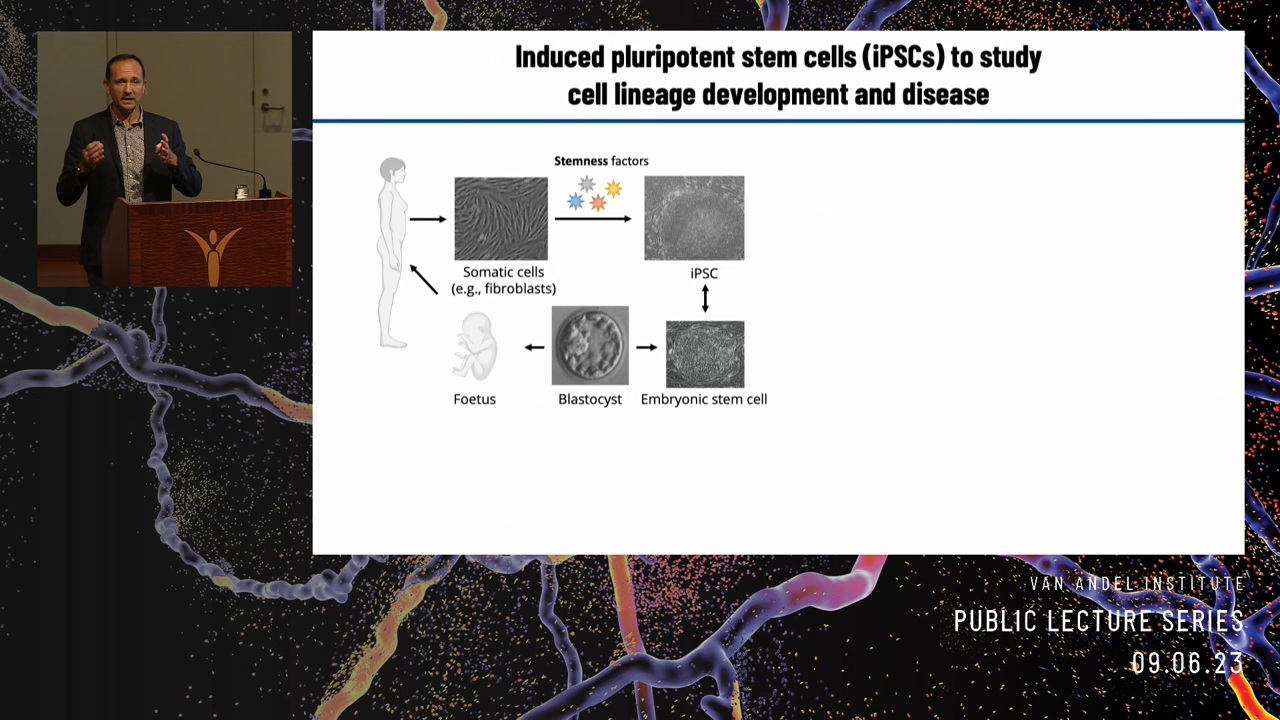 Induced pluripotent stem cells (iPSCs) to study
cell lineage development and disease
Stemness factors
Somatic cells
(e.g., fibroblasts)
iPSC
Foetus
Blastocyst
Embryonic stem cell
VAN ANDEL INSTITUTE
PUBLIC LECTURE SERIES
09.06.23